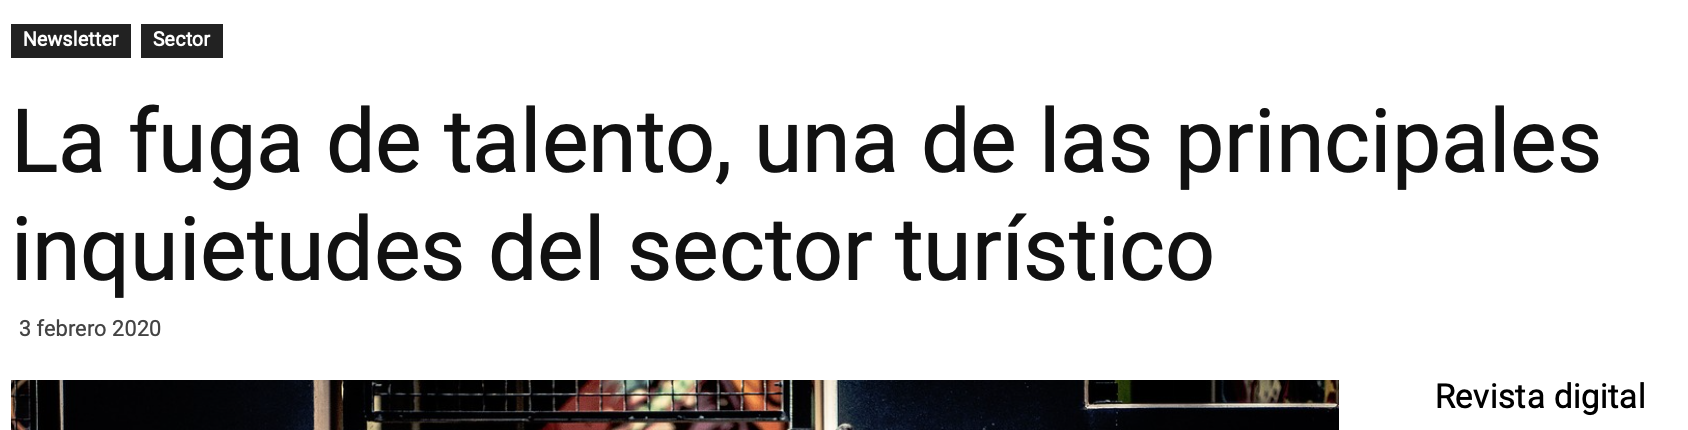 Newsletter Sector
La fuga de talento, una de las principales
inquietudes del sector turístico
3 febrero 2020
Revista digital